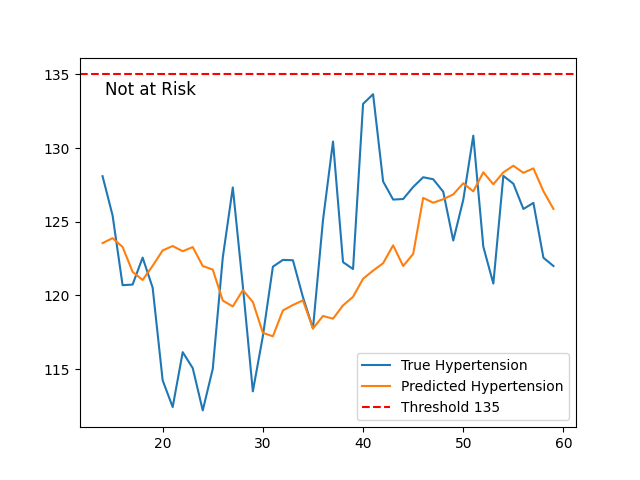 135
130
125
120
115
Not at Risk
True Hypertension
Predicted Hypertension
Threshold 135
20
30
40
50
60